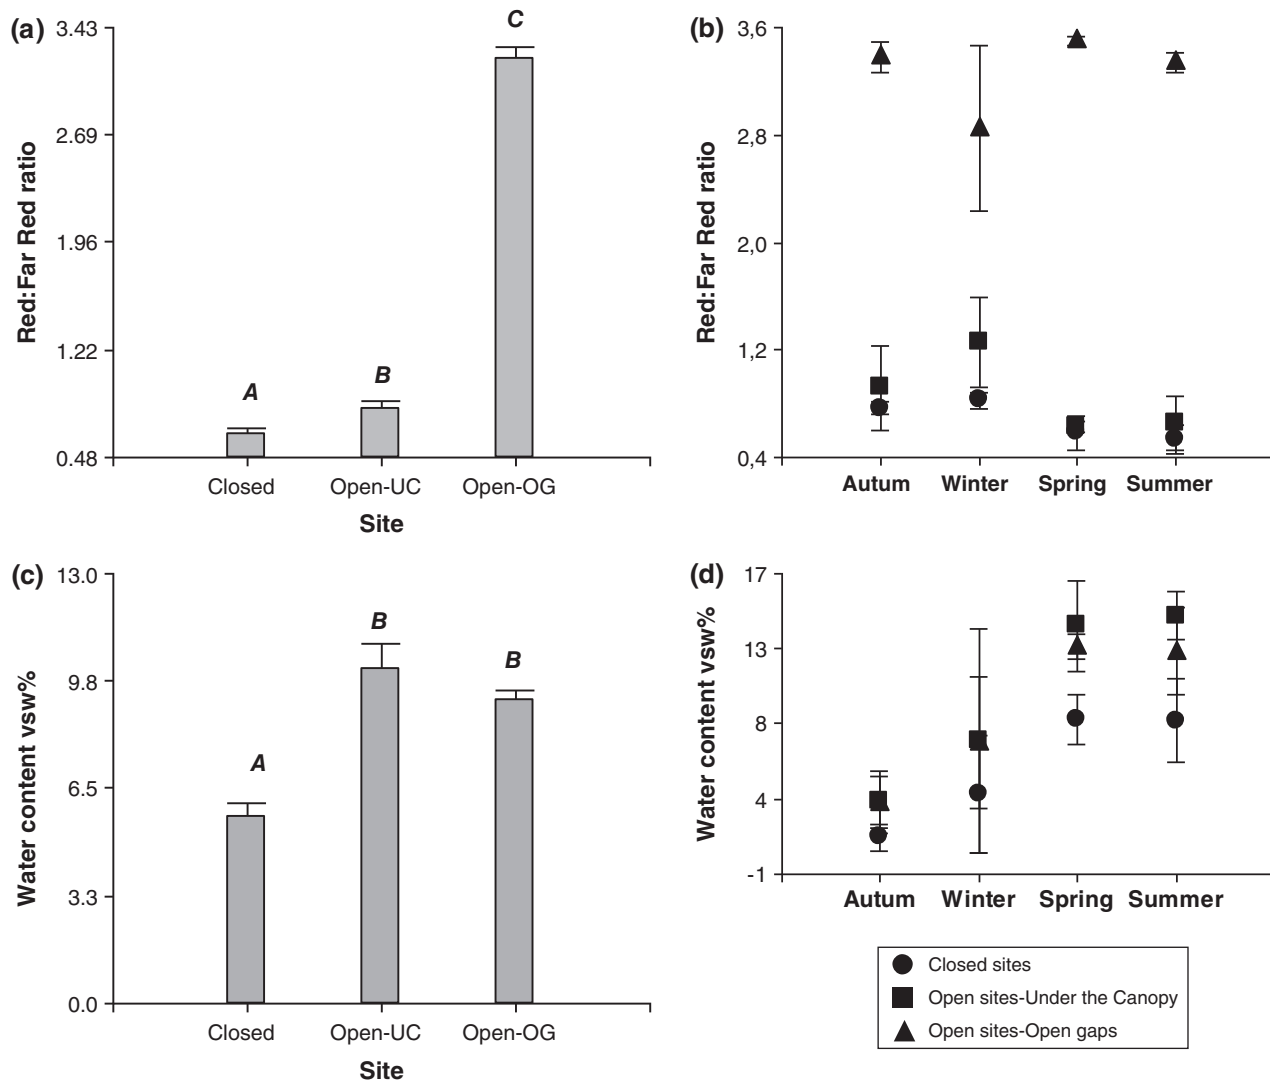 (a)
Red:Far Red ratio
3.43
2.69
1.96
1.22
0.48
A
B
C
Closed Open-UC Open-OG
Site
(b)
Red:Far Red ratio
3,6
2,8
2,0
1,2
0,4
Autum Winter Spring Summer
(c)
Water content vsw%
13.0
9.8
6.5
3.3
0.0
A
B
B
Closed Open-UC Open-OG
Site
(d)
Water content vsw%
17
13
8
4
-1
Autum Winter Spring Summer
Closed sites
Open sites-Under the Canopy
Open sites-Open gaps